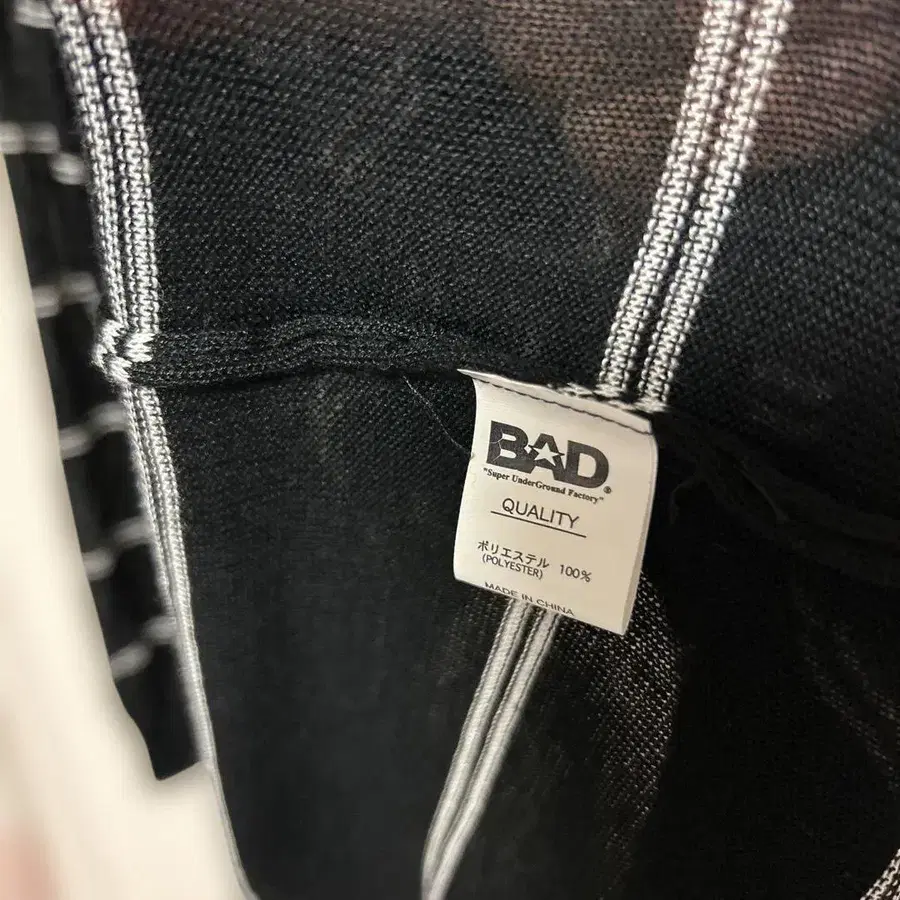 BAD®
"Super UnderGround Factory"
QUALITY
ポリエステル 100%
(POLYESTER)
MADE IN CHINA